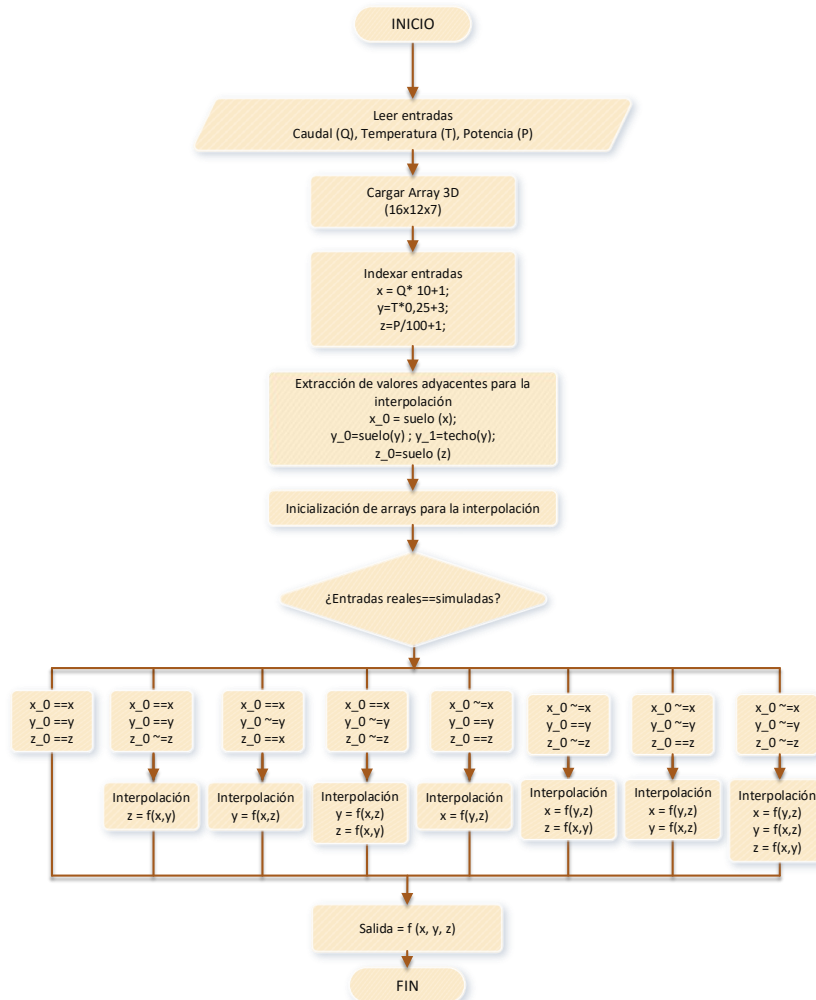 INICIO
Leer entradas
Caudal (Q), Temperatura (T), Potencia (P)
Cargar Array 3D
(16x12x7)
Indexar entradas
x = Q* 10+1;
y=T*0,25+3;
z=P/100+1;
Extracción de valores adyacentes para la
interpolación
x_0 = suelo (x);
y_0=suelo(y) ; y_1=techo(y);
z_0=suelo (z)
Inicialización de arrays para la interpolación
¿Entradas reales==simuladas?
x_0 ==x
y_0 ==y
z_0 ==z
x_0 ==x
y_0 ==y
z_0 ~=z
x_0 ==x
y_0 ~=y
z_0 ==x
x_0 ==x
y_0 ~=y
z_0 ~=z
x_0 ~=x
y_0 ==y
z_0 ==z
x_0 ~=x
y_0 ==y
z_0 ~=z
x_0 ~=x
y_0 ~=y
z_0 ==z
x_0 ~=x
y_0 ~=y
z_0 ~=z
Interpolación
z = f(x,y)
Interpolación
y = f(x,z)
Interpolación
y = f(x,z)
z = f(x,y)
Interpolación
x = f(y,z)
Interpolación
x = f(y,z)
z = f(x,y)
Interpolación
x = f(y,z)
y = f(x,z)
Interpolación
x = f(y,z)
y = f(x,z)
z = f(x,y)
Salida = f (x, y, z)
FIN